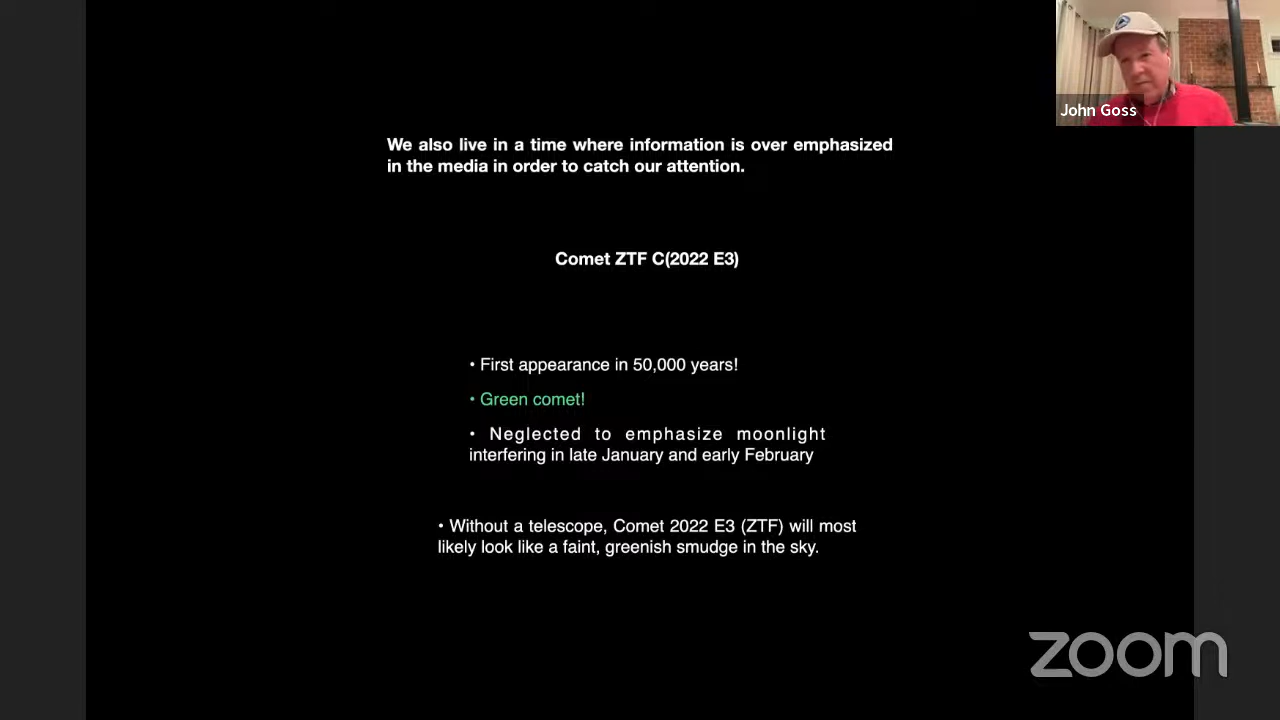 John Goss
We also live in a time where information is over emphasized
in the media in order to catch our attention.
Comet ZTF C(2022 E3)
• First appearance in 50,000 years!
• Green comet!
• Neglected to emphasize moonlight
interfering in late January and early February
• Without a telescope, Comet 2022 E3 (ZTF) will most
likely look like a faint, greenish smudge in the sky.
zoom